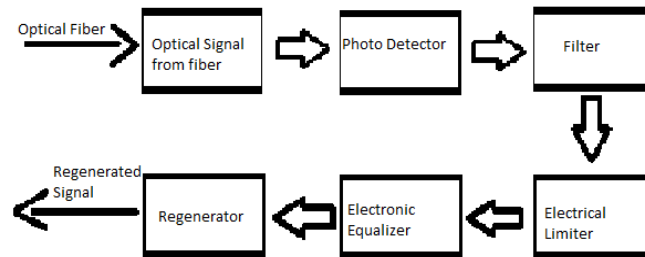 Optical Fiber
Optical Signal
from fiber
Photo Detector
Filter
Regenerated
Signal
Regenerator
Electronic
Equalizer
Electrical
Limiter